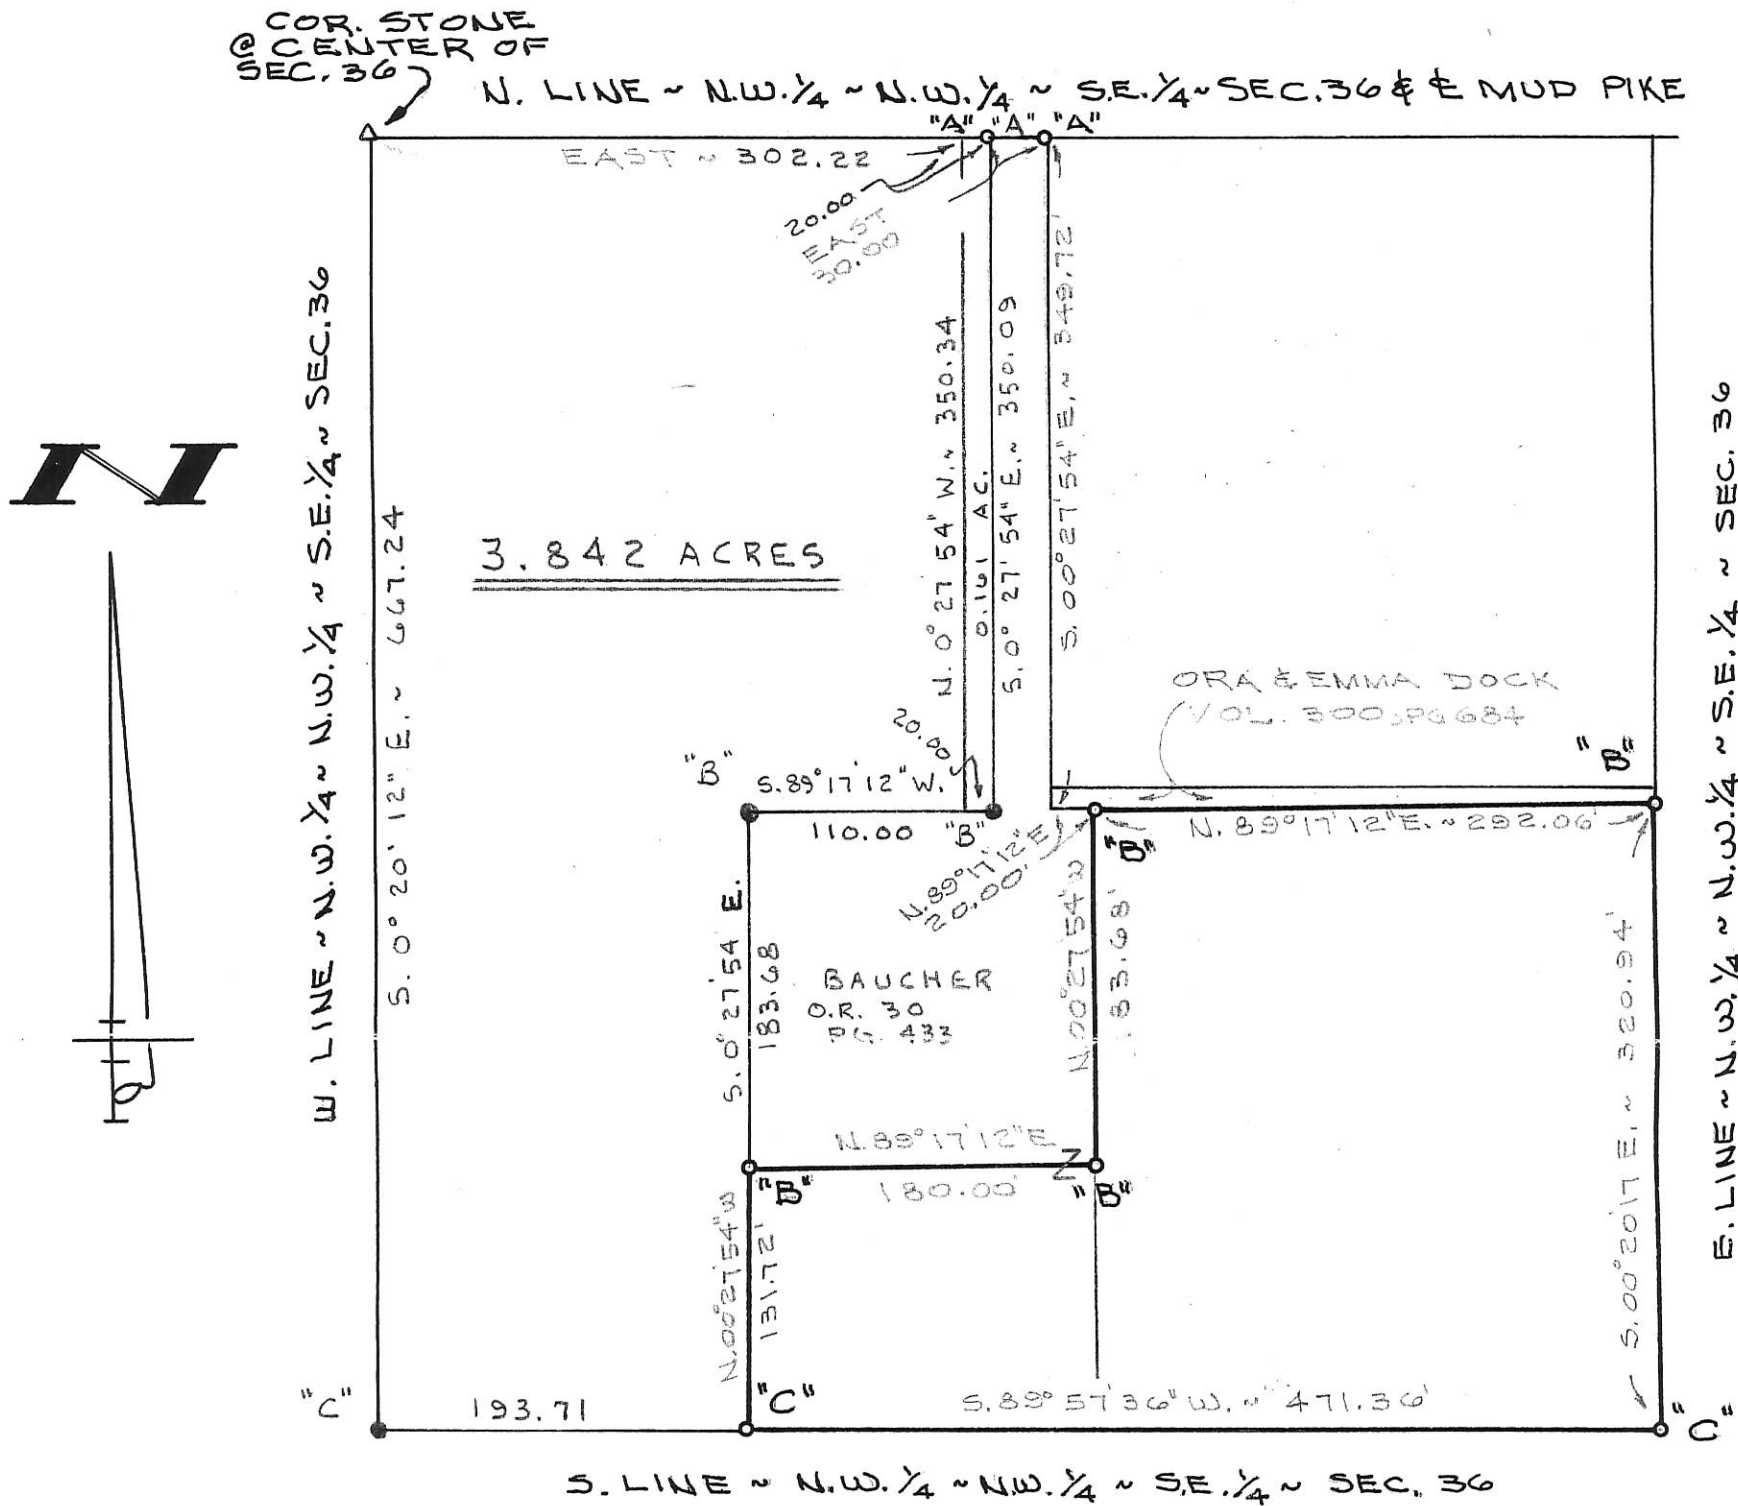 COR. STONE
@ CENTER OF
SEC. 36
N. LINE ~ N.W. 1/4 ~ N.W. 1/4 ~ S.E. 1/4 ~ SEC. 36 & ℄ MUD PIKE
"A" "A" "A"
EAST ~ 302.22
20.00
EAST
30.00
W. LINE ~ N.W. 1/4 ~ N.W. 1/4 ~ S.E. 1/4 ~ SEC. 36
S. 0° 20' 12" E. ~ 667.24
N
3.842 ACRES
N. 0° 27' 54" W. ~ 350.34
0.161 AC.
S. 0° 27' 54" E. ~ 350.09
S. 00° 27' 54" E. ~ 349.72'
E. LINE ~ N.W. 1/4 ~ N.W. 1/4 ~ S.E. 1/4 ~ SEC. 36
ORA & EMMA DOCK
VOL. 300, PG 684
"B"
"B"
20.00
S. 89° 17' 12" W.
110.00
"B"
N. 89° 17' 12" E. ~ 292.06'
"B"
N. 89° 17' 12" E
20.00'
S. 0° 27' 54 E.
183.68
BAUCHER
O.R. 30
PG. 433
N. 00° 27' 54" W
183.68'
S. 00° 20' 17 E. ~ 320.94'
N. 89° 17' 12" E
180.00'
"B"
Z
"B"
N. 00° 27' 54" W
131.72'
"C"
193.71
"C"
S. 89° 57' 36" W. ~ 471.36'
"C"
S. LINE ~ N.W. 1/4 ~ N.W. 1/4 ~ S.E. 1/4 ~ SEC. 36